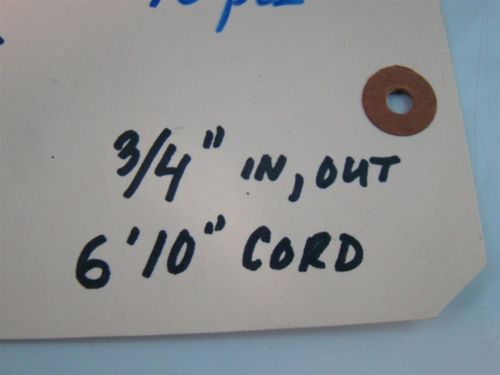 3/4" IN, OUT
6'10" CORD